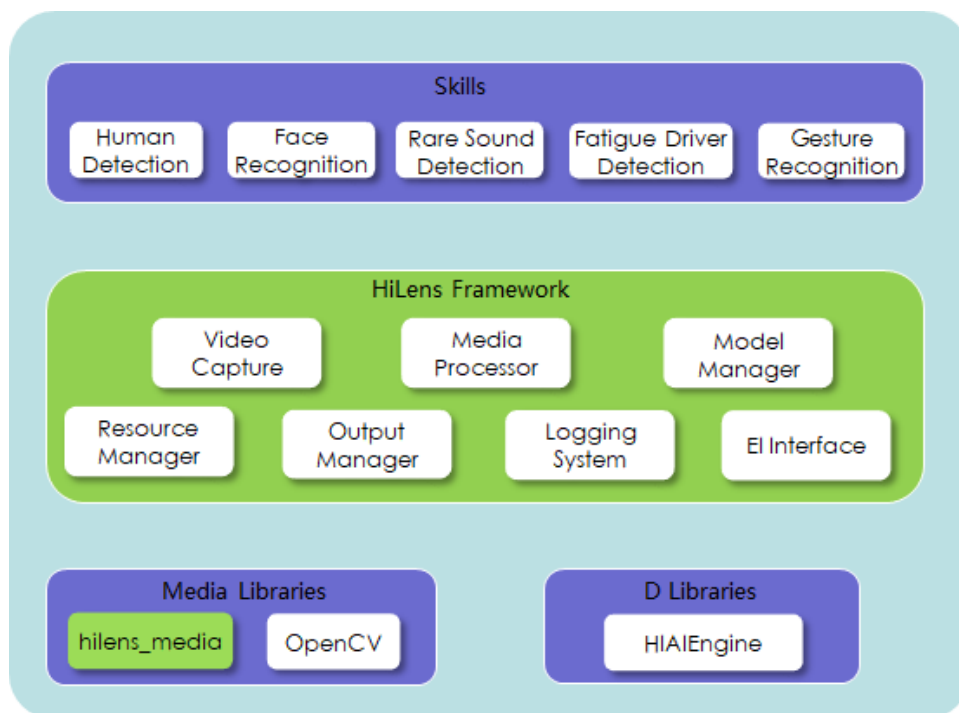 Skills
Human
Detection
Face
Recognition
Rare Sound
Detection
Fatigue Driver
Detection
Gesture
Recognition
HiLens Framework
Video
Capture
Media
Processor
Model
Manager
Resource
Manager
Output
Manager
Logging
System
EI Interface
Media Libraries
hilens_media
OpenCV
D Libraries
HIAIEngine